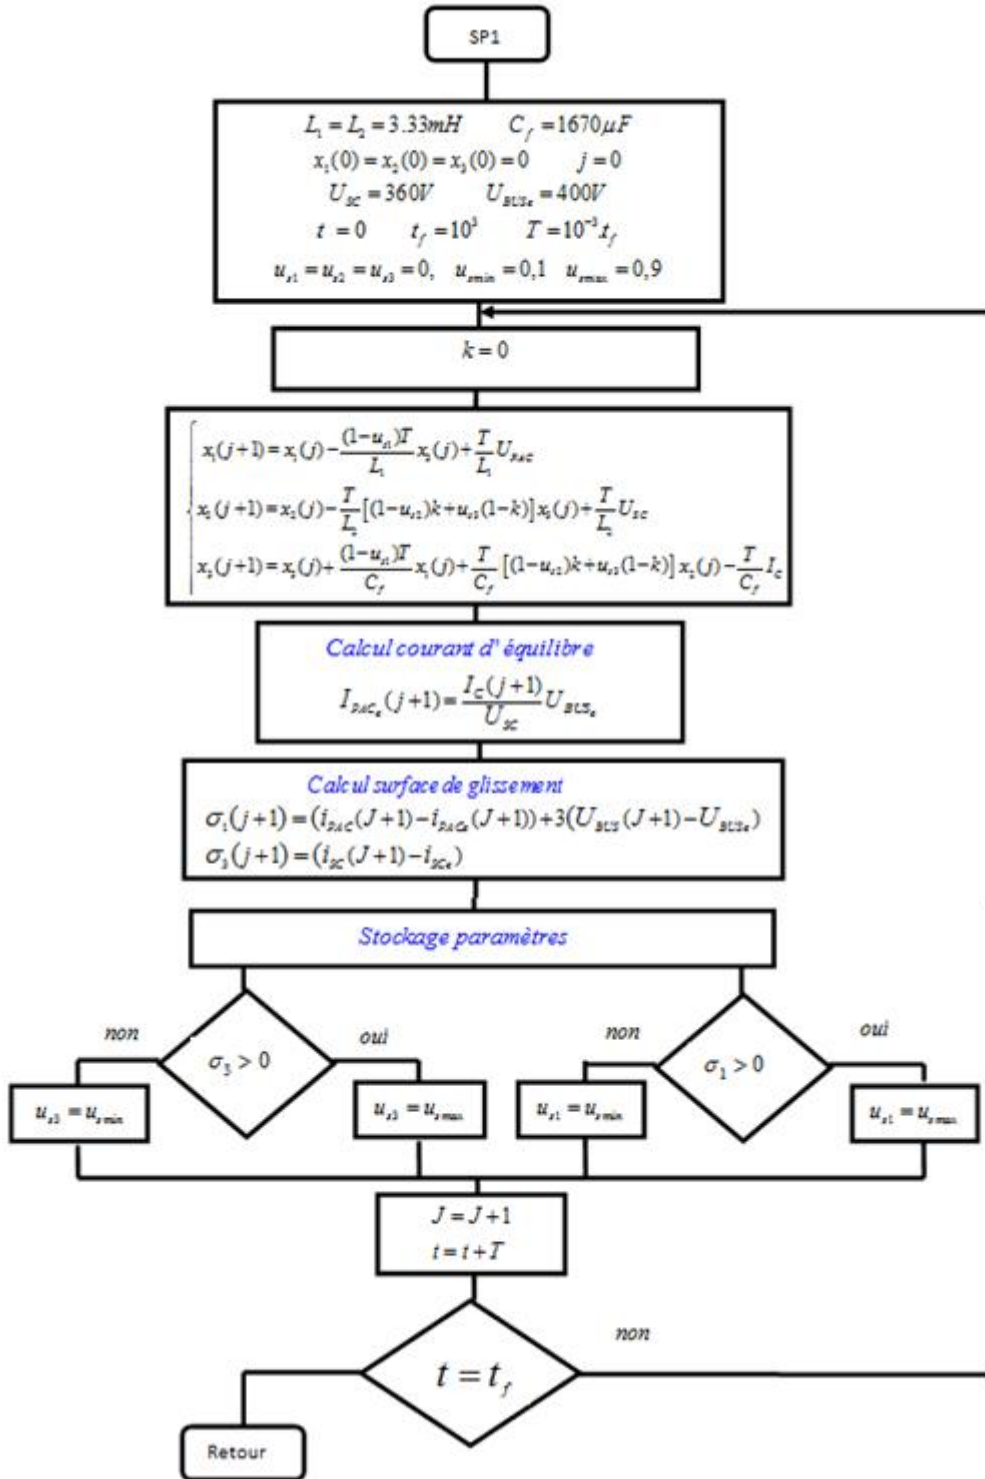 SP1
L₁ = L₂ = 3.33mH C_f = 1670μF
x₁(0) = x₂(0) = x₃(0) = 0 j = 0
U_SC = 360V U_BUSe = 400V
t = 0 t_f = 10³ T = 10⁻³.t_f
u_s1 = u_s2 = u_s3 = 0, u_smin = 0,1 u_smax = 0,9
k = 0
x₁(j+1) = x₁(j) − ((1−u_s1)T / L₁) x₃(j) + (T / L₁) U_PAC
x₂(j+1) = x₂(j) − (T / L₂) [(1−u_s2)k + u_s3(1−k)] x₃(j) + (T / L₂) U_SC
x₃(j+1) = x₃(j) + ((1−u_s1)T / C_f) x₁(j) + (T / C_f) [(1−u_s2)k + u_s3(1−k)] x₂(j) − (T / C_f) I_C
Calcul courant d' équilibre
I_PACe(j+1) = (I_C(j+1) / U_SC) U_BUSe
Calcul surface de glissement
σ₁(j+1) = (i_PAC(J+1) − i_PACe(J+1)) + 3(U_BUS(J+1) − U_BUSe)
σ₃(j+1) = (i_SC(J+1) − i_SCe)
Stockage paramètres
non
σ₃ > 0
oui
non
σ₁ > 0
oui
u_s3 = u_smin
u_s3 = u_smax
u_s1 = u_smin
u_s1 = u_smax
J = J+1
t = t+T
t = t_f
non
Retour